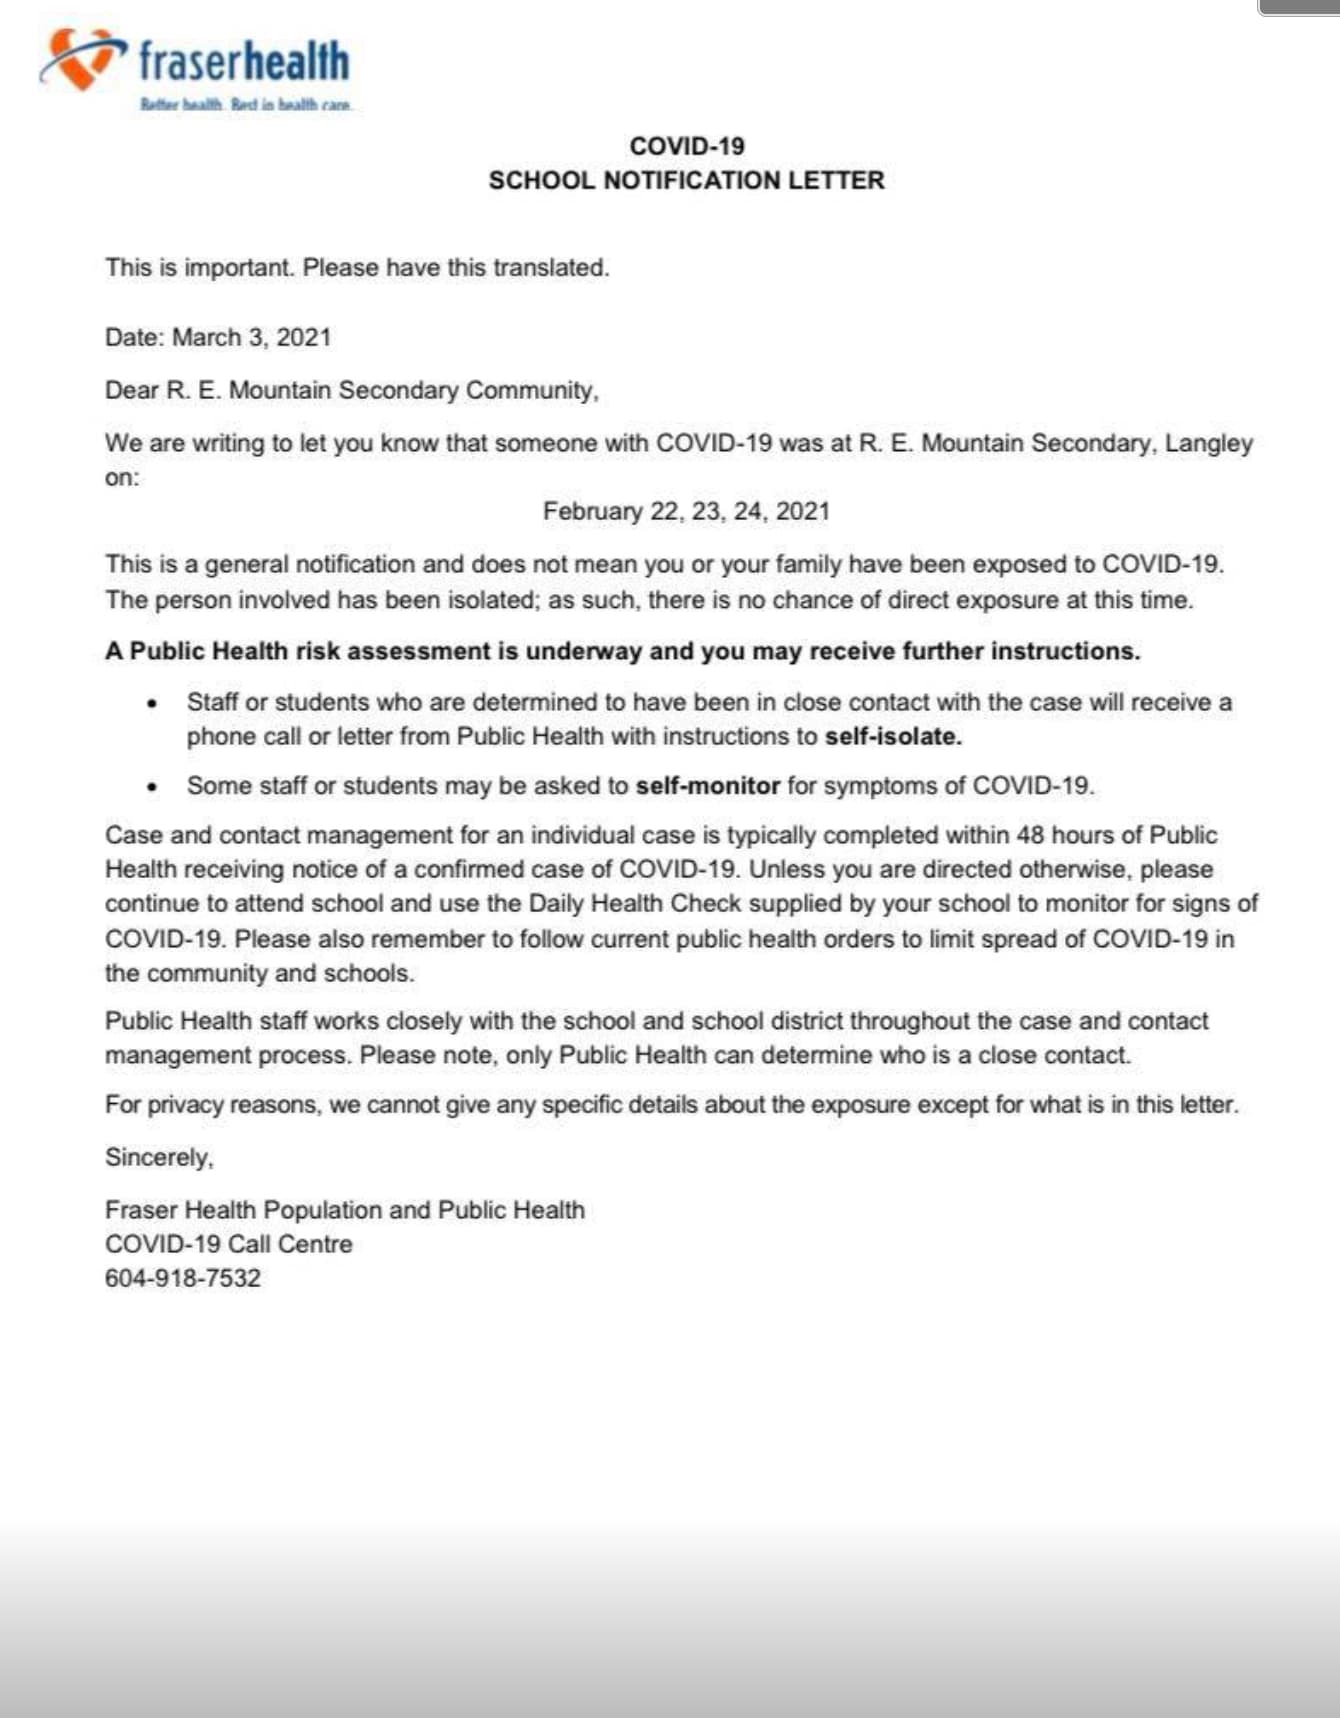 fraserhealth
Better health. Best in health care.
COVID-19
SCHOOL NOTIFICATION LETTER
This is important. Please have this translated.
Date: March 3, 2021
Dear R. E. Mountain Secondary Community,
We are writing to let you know that someone with COVID-19 was at R. E. Mountain Secondary, Langley
on:
February 22, 23, 24, 2021
This is a general notification and does not mean you or your family have been exposed to COVID-19.
The person involved has been isolated; as such, there is no chance of direct exposure at this time.
A Public Health risk assessment is underway and you may receive further instructions.
• Staff or students who are determined to have been in close contact with the case will receive a
phone call or letter from Public Health with instructions to self-isolate.
• Some staff or students may be asked to self-monitor for symptoms of COVID-19.
Case and contact management for an individual case is typically completed within 48 hours of Public
Health receiving notice of a confirmed case of COVID-19. Unless you are directed otherwise, please
continue to attend school and use the Daily Health Check supplied by your school to monitor for signs of
COVID-19. Please also remember to follow current public health orders to limit spread of COVID-19 in
the community and schools.
Public Health staff works closely with the school and school district throughout the case and contact
management process. Please note, only Public Health can determine who is a close contact.
For privacy reasons, we cannot give any specific details about the exposure except for what is in this letter.
Sincerely,
Fraser Health Population and Public Health
COVID-19 Call Centre
604-918-7532